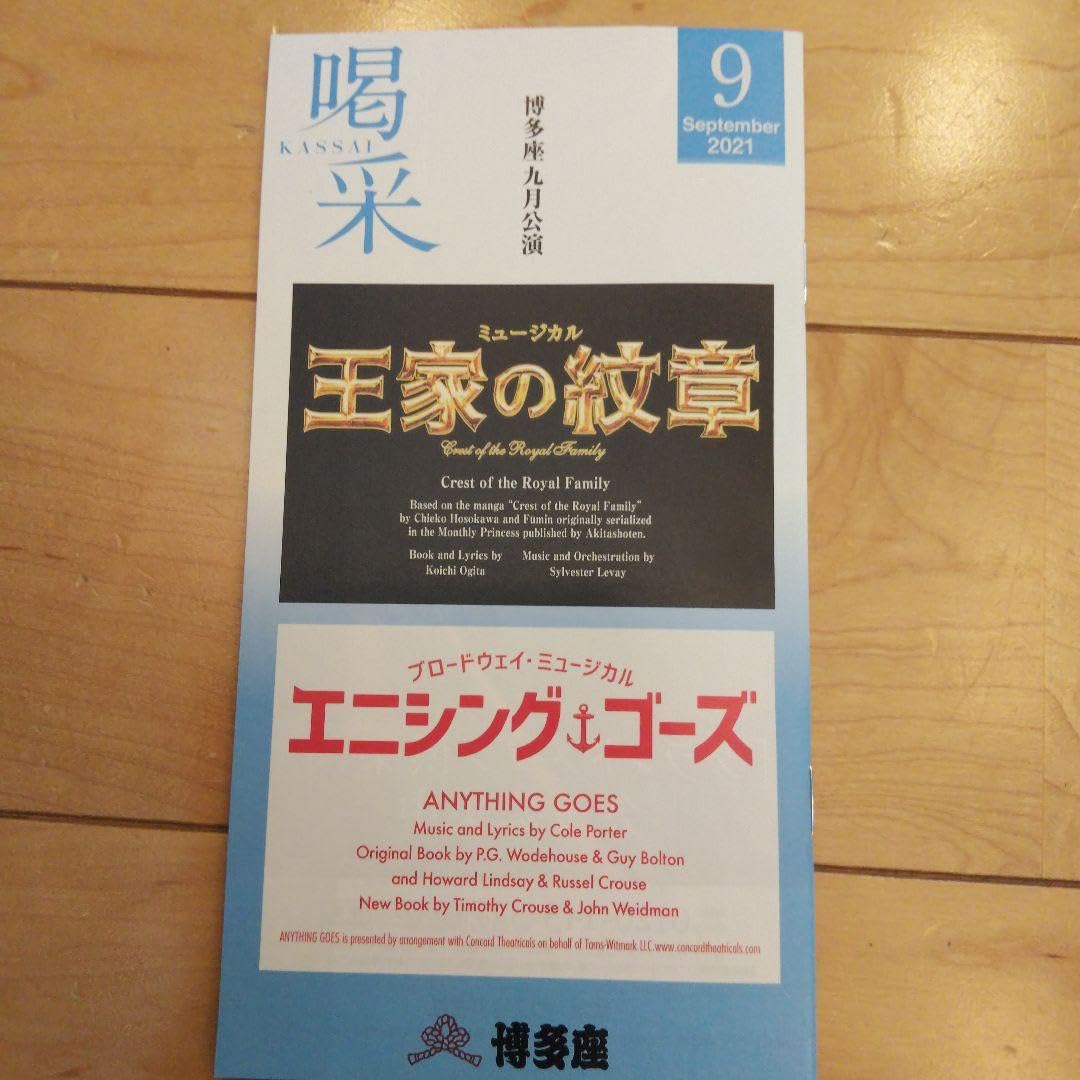 喝采
KASSAI
博多座九月公演
9
September
2021
ミュージカル
王家の紋章
Crest of the Royal Family
Crest of the Royal Family
Based on the manga "Crest of the Royal Family"
by Chieko Hosokawa and Fumin originally serialized
in the Monthly Princess published by Akitashoten.
Book and Lyrics by
Koichi Ogita
Music and Orchestration by
Sylvester Levay
ブロードウェイ・ミュージカル
エニシング・ゴーズ
ANYTHING GOES
Music and Lyrics by Cole Porter
Original Book by P.G. Wodehouse & Guy Bolton
and Howard Lindsay & Russel Crouse
New Book by Timothy Crouse & John Weidman
ANYTHING GOES is presented by arrangement with Concord Theatricals on behalf of Tams-Witmark LLC. www.concordtheatricals.com
博多座